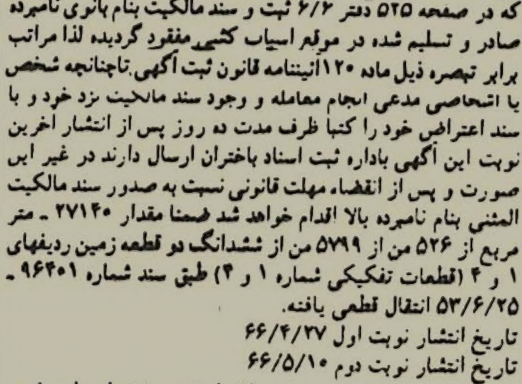 که در صفحه ۵۲۵ دفتر ۶/۶ ثبت و سند مالکیت بنام بانوی نامبرده
صادر و تسلیم شده در موقع اسباب کشی مفقود گردیده لذا مراتب
برابر تبصره ذیل ماده ۱۲۰ آئیننامه قانون ثبت آگهی تاچنانچه شخص
یا اشخاصی مدعی انجام معامله و وجود سند مالکیت نزد خود و با
سند اعتراض خود را کتبا ظرف مدت ده روز پس از انتشار آخرین
نوبت این آگهی باداره ثبت اسناد باختران ارسال دارند در غیر این
صورت و پس از انقضاء مهلت قانونی نسبت به صدور سند مالکیت
المثنی بنام نامبرده بالا اقدام خواهد شد ضمنا مقدار ۲۷۱۴۰ ـ متر
مربع از ۵۲۶ من از ۵۷۹۹ من از ششدانگ دو قطعه زمین ردیفهای
۱ و ۴ (قطعات تفکیکی شماره ۱ و ۴) طبق سند شماره ۹۶۴۰۱ ـ
۵۳/۶/۲۵ انتقال قطعی یافته.
تاریخ انتشار نوبت اول ۶۶/۴/۲۷
تاریخ انتشار نوبت دوم ۶۶/۵/۱۰